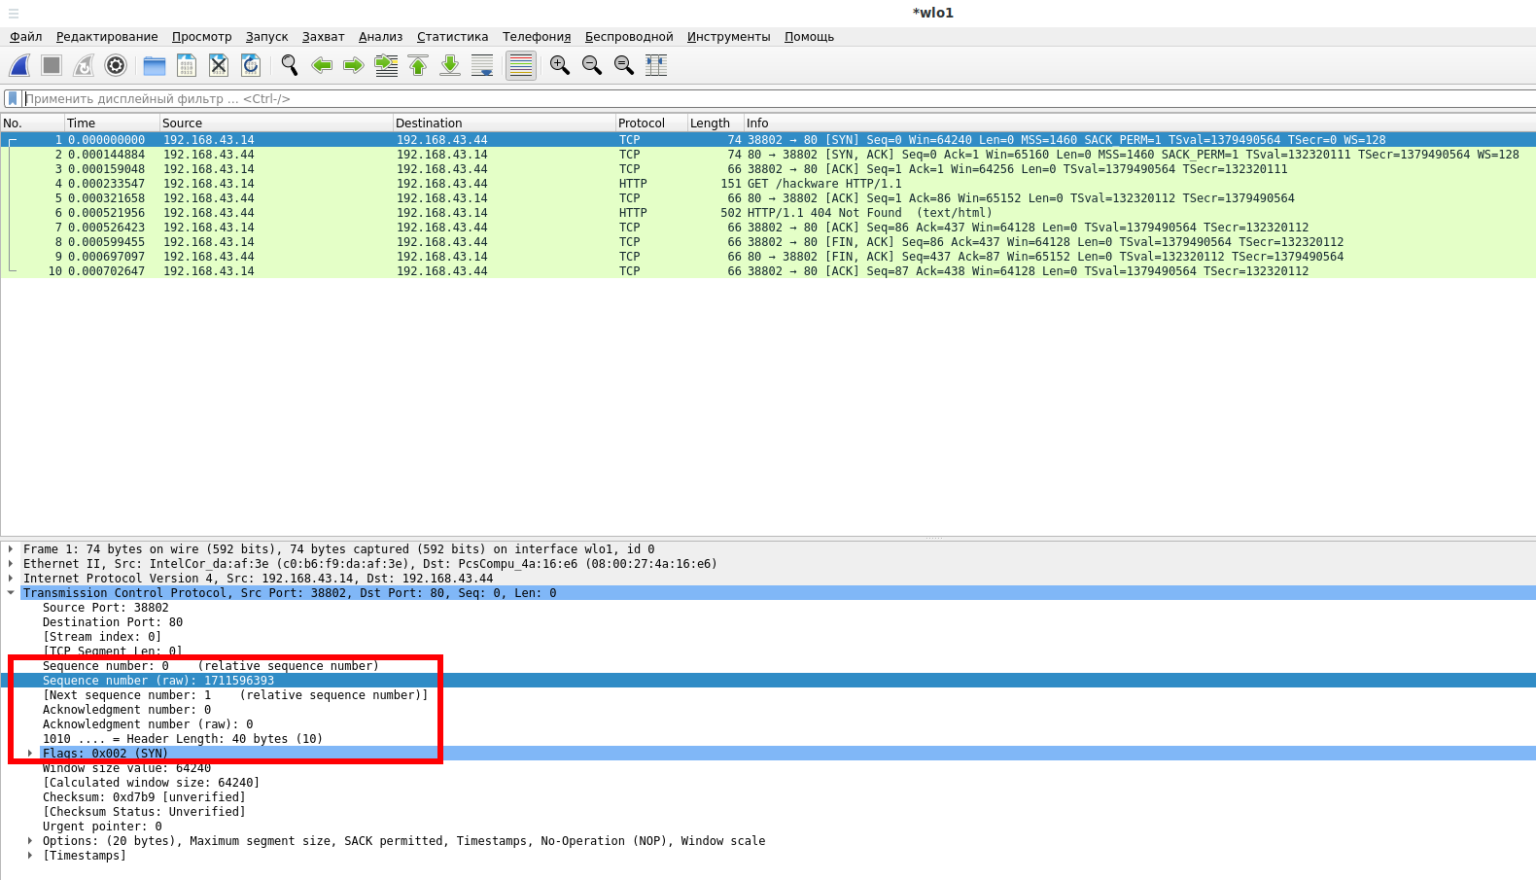 *wlo1
Файл Редактирование Просмотр Запуск Захват Анализ Статистика Телефония Беспроводной Инструменты Помощь
Применить дисплейный фильтр ... <Ctrl-/>
No. Time Source Destination Protocol Length Info
1 0.000000000 192.168.43.14 192.168.43.44 TCP 74 38802 → 80 [SYN] Seq=0 Win=64240 Len=0 MSS=1460 SACK_PERM=1 TSval=1379490564 TSecr=0 WS=128
2 0.000144884 192.168.43.44 192.168.43.14 TCP 74 80 → 38802 [SYN, ACK] Seq=0 Ack=1 Win=65160 Len=0 MSS=1460 SACK_PERM=1 TSval=132320111 TSecr=1379490564 WS=128
3 0.000159048 192.168.43.14 192.168.43.44 TCP 66 38802 → 80 [ACK] Seq=1 Ack=1 Win=64256 Len=0 TSval=1379490564 TSecr=132320111
4 0.000233547 192.168.43.14 192.168.43.44 HTTP 151 GET /hackware HTTP/1.1
5 0.000321658 192.168.43.44 192.168.43.14 TCP 66 80 → 38802 [ACK] Seq=1 Ack=86 Win=65152 Len=0 TSval=132320112 TSecr=1379490564
6 0.000521956 192.168.43.44 192.168.43.14 HTTP 502 HTTP/1.1 404 Not Found (text/html)
7 0.000526423 192.168.43.14 192.168.43.44 TCP 66 38802 → 80 [ACK] Seq=86 Ack=437 Win=64128 Len=0 TSval=1379490564 TSecr=132320112
8 0.000599455 192.168.43.14 192.168.43.44 TCP 66 38802 → 80 [FIN, ACK] Seq=86 Ack=437 Win=64128 Len=0 TSval=1379490564 TSecr=132320112
9 0.000697097 192.168.43.44 192.168.43.14 TCP 66 80 → 38802 [FIN, ACK] Seq=437 Ack=87 Win=65152 Len=0 TSval=132320112 TSecr=1379490564
10 0.000702647 192.168.43.14 192.168.43.44 TCP 66 38802 → 80 [ACK] Seq=87 Ack=438 Win=64128 Len=0 TSval=1379490564 TSecr=132320112
Frame 1: 74 bytes on wire (592 bits), 74 bytes captured (592 bits) on interface wlo1, id 0
Ethernet II, Src: IntelCor_da:af:3e (c0:b6:f9:da:af:3e), Dst: PcsCompu_4a:16:e6 (08:00:27:4a:16:e6)
Internet Protocol Version 4, Src: 192.168.43.14, Dst: 192.168.43.44
Transmission Control Protocol, Src Port: 38802, Dst Port: 80, Seq: 0, Len: 0
Source Port: 38802
Destination Port: 80
[Stream index: 0]
[TCP Segment Len: 0]
Sequence number: 0 (relative sequence number)
Sequence number (raw): 1711596393
[Next sequence number: 1 (relative sequence number)]
Acknowledgment number: 0
Acknowledgment number (raw): 0
1010 .... = Header Length: 40 bytes (10)
Flags: 0x002 (SYN)
Window size value: 64240
[Calculated window size: 64240]
Checksum: 0xd7b9 [unverified]
[Checksum Status: Unverified]
Urgent pointer: 0
Options: (20 bytes), Maximum segment size, SACK permitted, Timestamps, No-Operation (NOP), Window scale
[Timestamps]